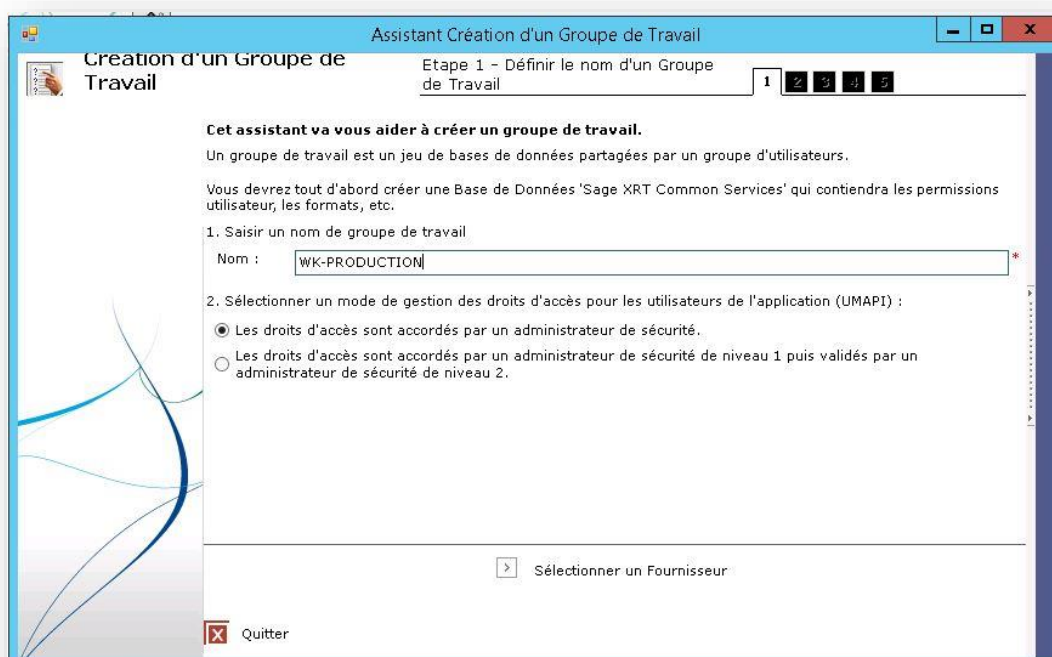 Assistant Création d'un Groupe de Travail
Création d'un Groupe de
Travail
Etape 1 - Définir le nom d'un Groupe
de Travail
1 2 3 4 5
Cet assistant va vous aider à créer un groupe de travail.
Un groupe de travail est un jeu de bases de données partagées par un groupe d'utilisateurs.
Vous devrez tout d'abord créer une Base de Données 'Sage XRT Common Services' qui contiendra les permissions
utilisateur, les formats, etc.
1. Saisir un nom de groupe de travail
Nom : WK-PRODUCTION *
2. Sélectionner un mode de gestion des droits d'accès pour les utilisateurs de l'application (UMAPI) :
Les droits d'accès sont accordés par un administrateur de sécurité.
Les droits d'accès sont accordés par un administrateur de sécurité de niveau 1 puis validés par un
administrateur de sécurité de niveau 2.
> Sélectionner un Fournisseur
X Quitter